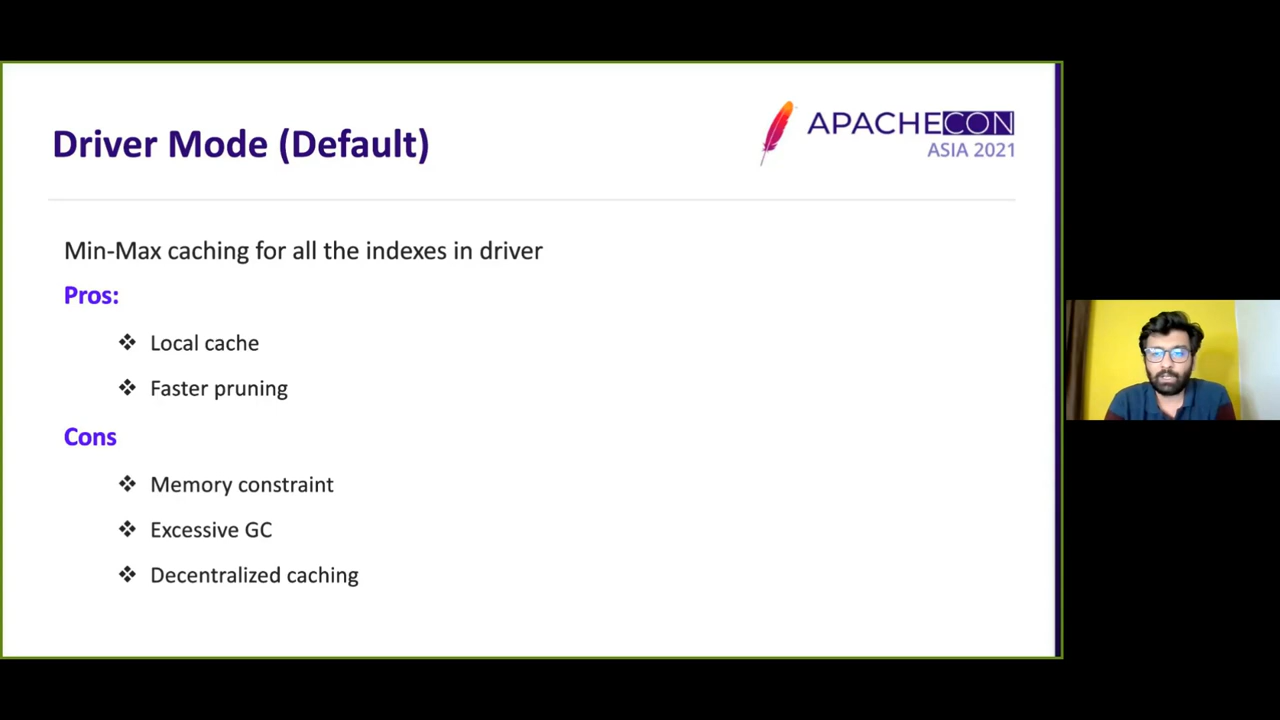 Driver Mode (Default)
APACHECON
ASIA 2021
Min-Max caching for all the indexes in driver
Pros:
❖ Local cache
❖ Faster pruning
Cons
❖ Memory constraint
❖ Excessive GC
❖ Decentralized caching